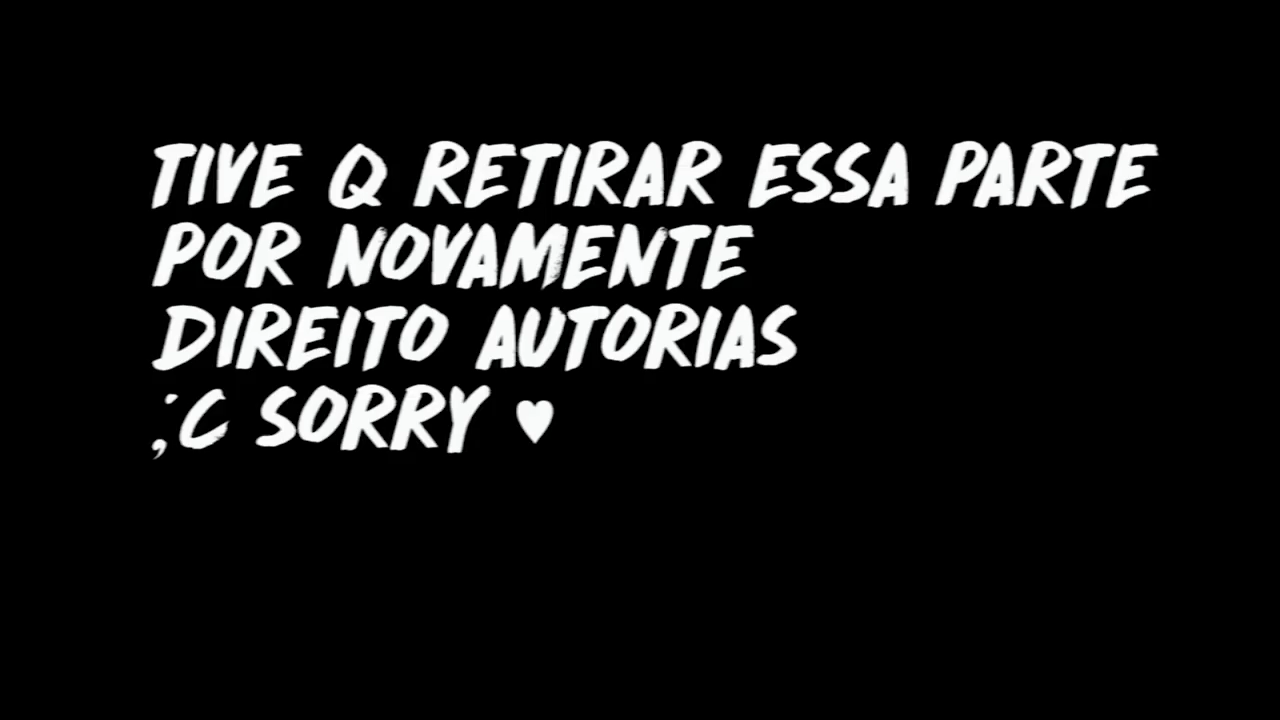 TIVE Q RETIRAR ESSA PARTE
POR NOVAMENTE
DIREITO AUTORIAS
;C SORRY ♥